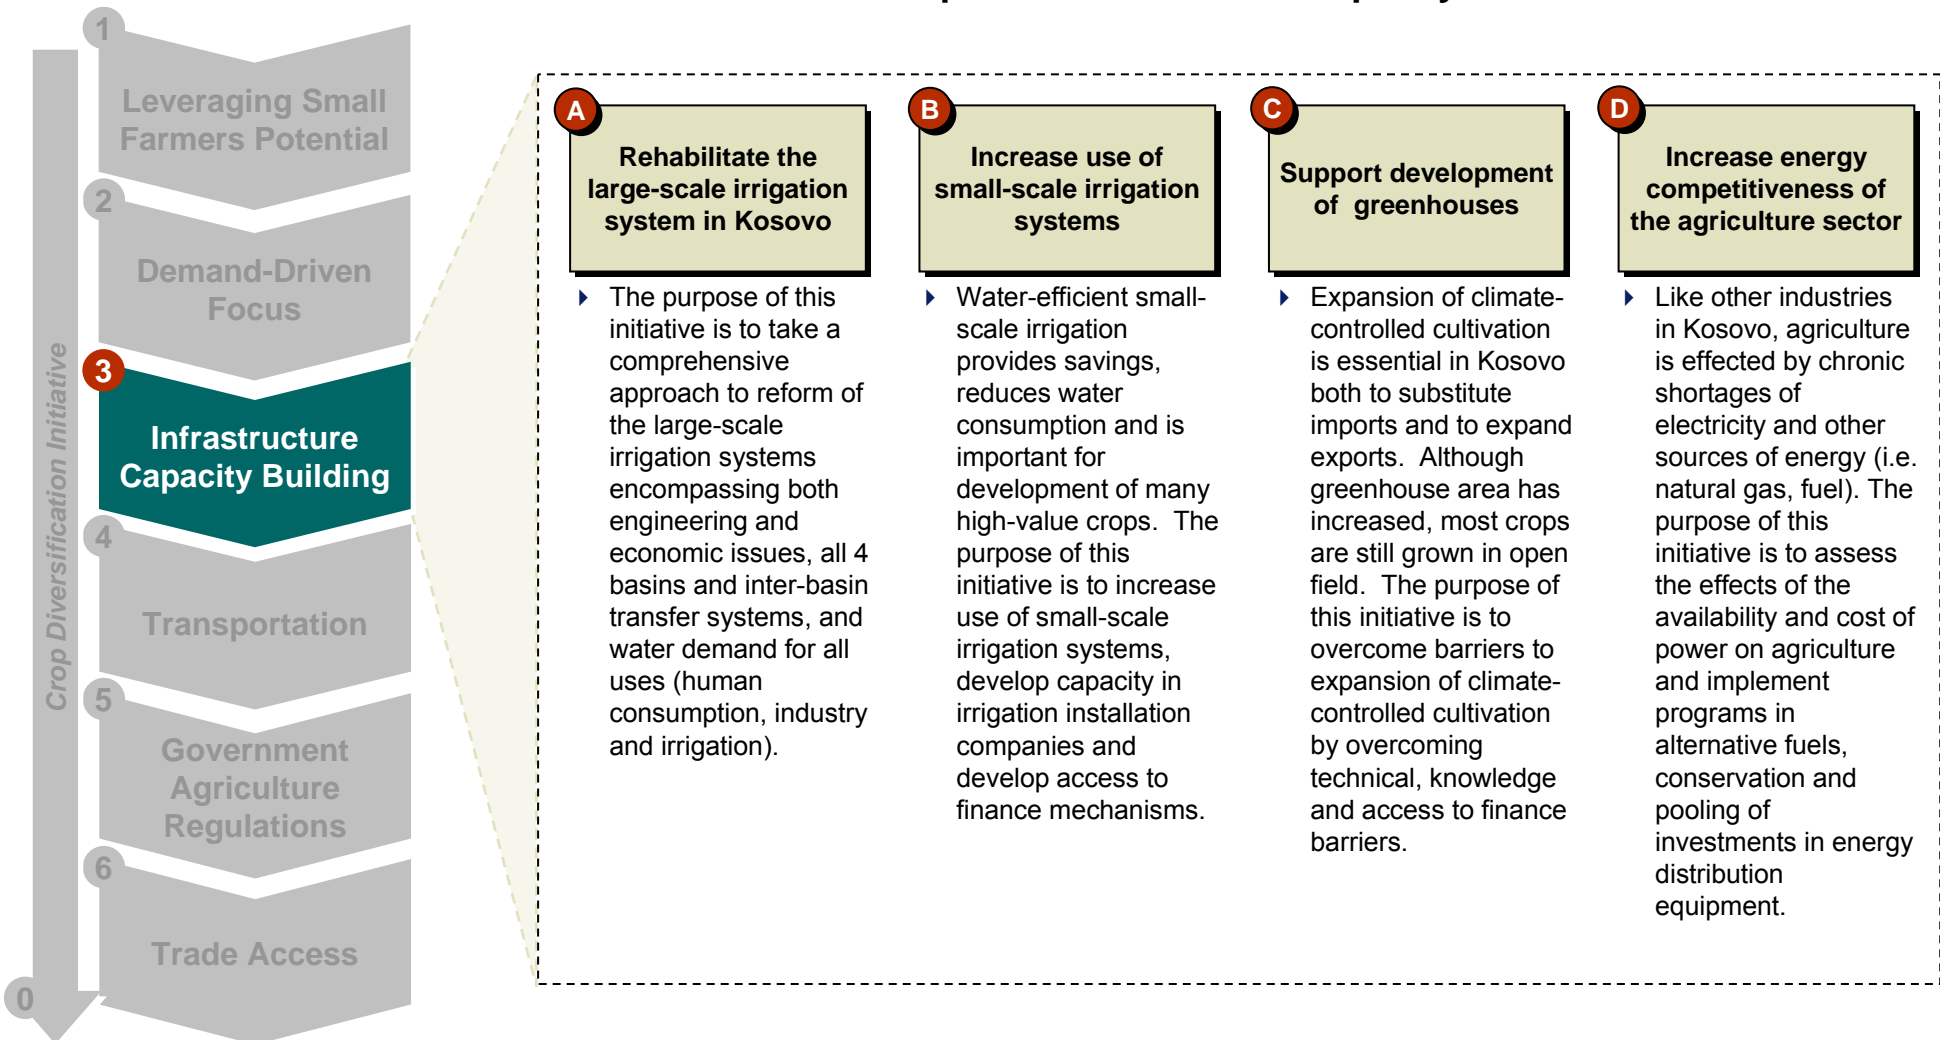 1
Leveraging Small
Farmers Potential
2
Demand-Driven
Focus
3
Infrastructure
Capacity Building
4
Transportation
5
Government
Agriculture
Regulations
6
Trade Access
0
Crop Diversification Initiative
A
Rehabilitate the
large-scale irrigation
system in Kosovo
The purpose of this
initiative is to take a
comprehensive
approach to reform of
the large-scale
irrigation systems
encompassing both
engineering and
economic issues, all 4
basins and inter-basin
transfer systems, and
water demand for all
uses (human
consumption, industry
and irrigation).
B
Increase use of
small-scale irrigation
systems
Water-efficient small-
scale irrigation
provides savings,
reduces water
consumption and is
important for
development of many
high-value crops.  The
purpose of this
initiative is to increase
use of small-scale
irrigation systems,
develop capacity in
irrigation installation
companies and
develop access to
finance mechanisms.
C
Support development
of  greenhouses
Expansion of climate-
controlled cultivation
is essential in Kosovo
both to substitute
imports and to expand
exports.  Although
greenhouse area has
increased, most crops
are still grown in open
field.  The purpose of
this initiative is to
overcome barriers to
expansion of climate-
controlled cultivation
by overcoming
technical, knowledge
and access to finance
barriers.
D
Increase energy
competitiveness of
the agriculture sector
Like other industries
in Kosovo, agriculture
is effected by chronic
shortages of
electricity and other
sources of energy (i.e.
natural gas, fuel). The
purpose of this
initiative is to assess
the effects of the
availability and cost of
power on agriculture
and implement
programs in
alternative fuels,
conservation and
pooling of
investments in energy
distribution
equipment.